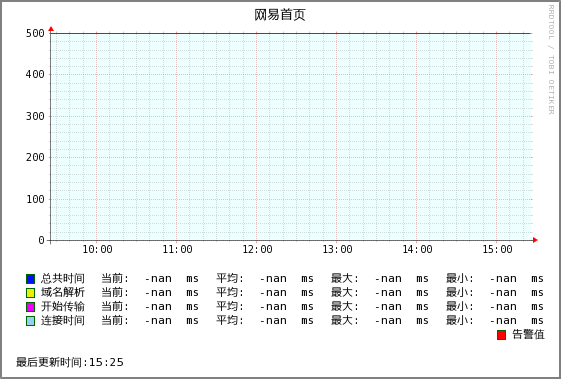 网易首页
RRDTOOL / TOBI OETIKER
500
400
300
200
100
0
10:00 11:00 12:00 13:00 14:00 15:00
总共时间 当前: -nan ms 平均: -nan ms 最大: -nan ms 最小: -nan ms
域名解析 当前: -nan ms 平均: -nan ms 最大: -nan ms 最小: -nan ms
开始传输 当前: -nan ms 平均: -nan ms 最大: -nan ms 最小: -nan ms
连接时间 当前: -nan ms 平均: -nan ms 最大: -nan ms 最小: -nan ms
告警值
最后更新时间:15:25